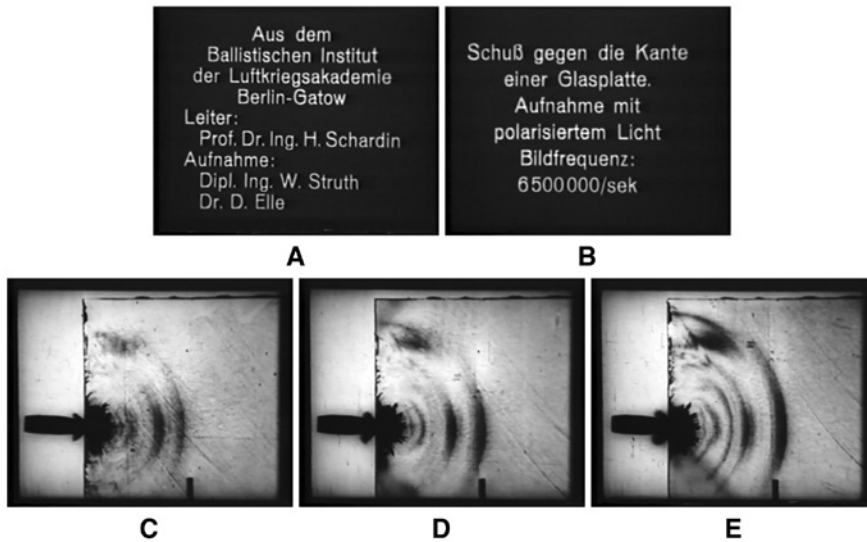 Aus dem
Ballistischen Institut
der Luftkriegsakademie
Berlin-Gatow
Leiter:
Prof. Dr. Ing. H. Schardin
Aufnahme:
Dipl. Ing. W. Struth
Dr. D. Elle
A
Schuß gegen die Kante
einer Glasplatte.
Aufnahme mit
polarisiertem Licht
Bildfrequenz:
6500000/sek
B
C
D
E